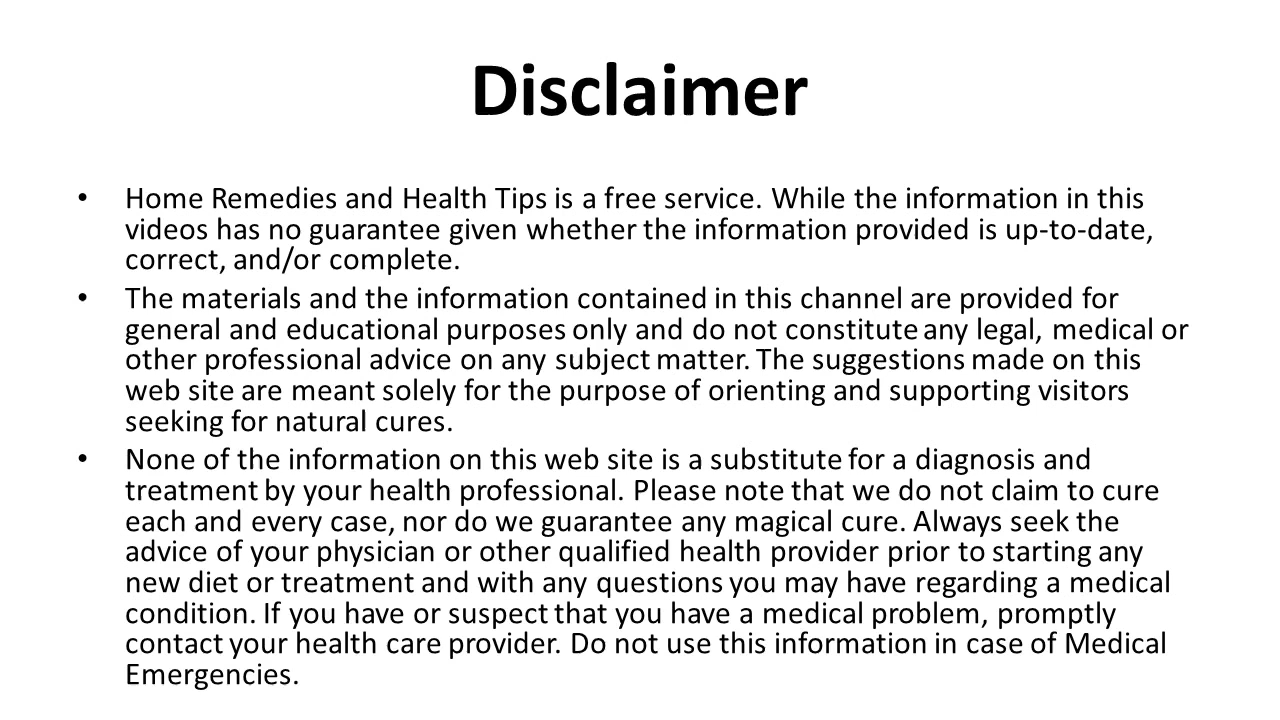 Disclaimer
• Home Remedies and Health Tips is a free service. While the information in this
videos has no guarantee given whether the information provided is up-to-date,
correct, and/or complete.
• The materials and the information contained in this channel are provided for
general and educational purposes only and do not constitute any legal, medical or
other professional advice on any subject matter. The suggestions made on this
web site are meant solely for the purpose of orienting and supporting visitors
seeking for natural cures.
• None of the information on this web site is a substitute for a diagnosis and
treatment by your health professional. Please note that we do not claim to cure
each and every case, nor do we guarantee any magical cure. Always seek the
advice of your physician or other qualified health provider prior to starting any
new diet or treatment and with any questions you may have regarding a medical
condition. If you have or suspect that you have a medical problem, promptly
contact your health care provider. Do not use this information in case of Medical
Emergencies.